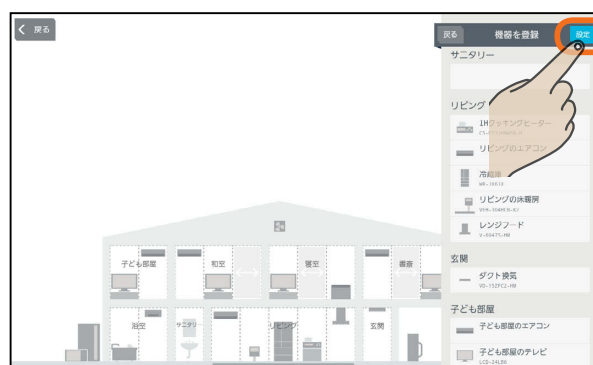 戻る
戻る
機器を登録
設定
サニタリー
リビング
IHクッキングヒーター
リビングのエアコン
冷蔵庫
リビングの床暖房
レンジフード
玄関
ダクト換気
VD-15ZFC2-HM
子ども部屋
子ども部屋のエアコン
子ども部屋のテレビ
子ども部屋
和室
寝室
書斎
浴室
サニタリー
リビング
玄関